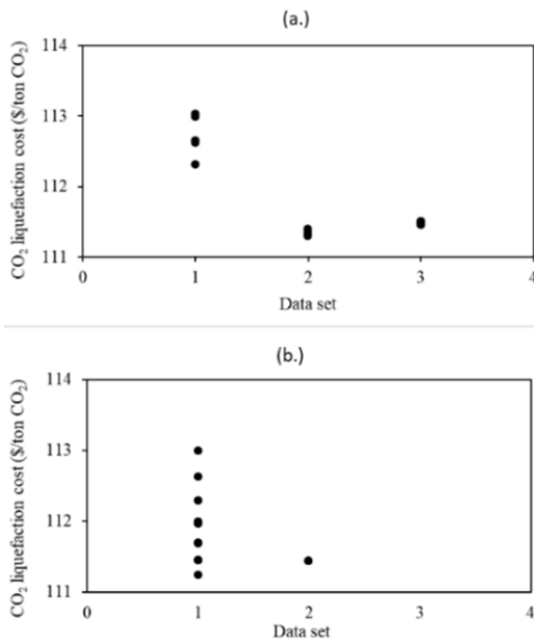 (a.)
CO₂ liquefaction cost ($/ton CO₂)
114
113
112
111
0 1 2 3 4
Data set
(b.)
CO₂ liquefaction cost ($/ton CO₂)
114
113
112
111
0 1 2 3 4
Data set